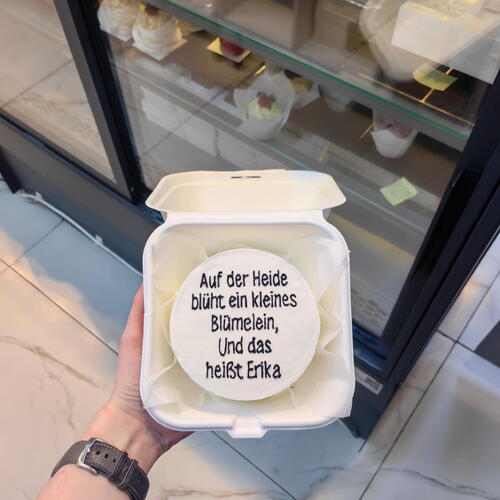 Auf der Heide
blüht ein kleines
Blümelein,
Und das
heißt Erika